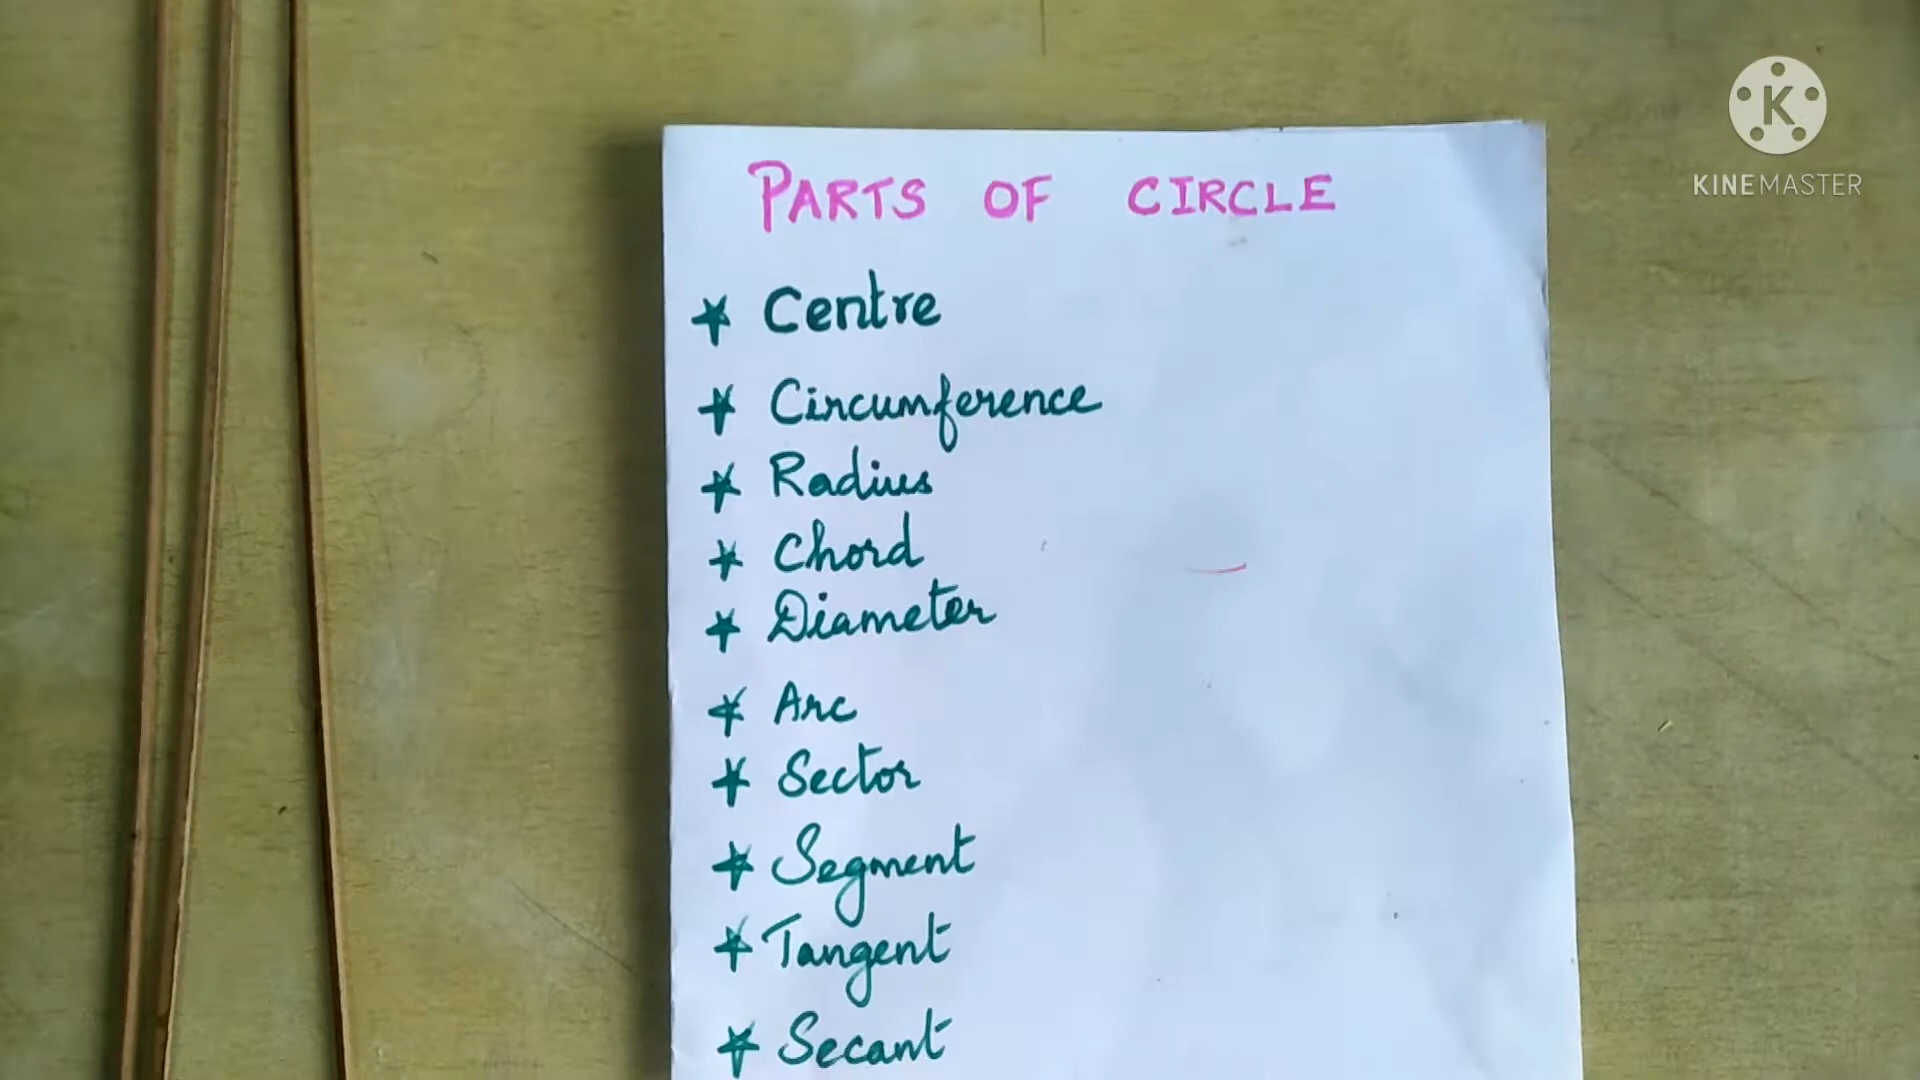 PARTS OF CIRCLE
Centre
Circumference
Radius
Chord
Diameter
Arc
Sector
Segment
Tangent
Secant
K
KINEMASTER